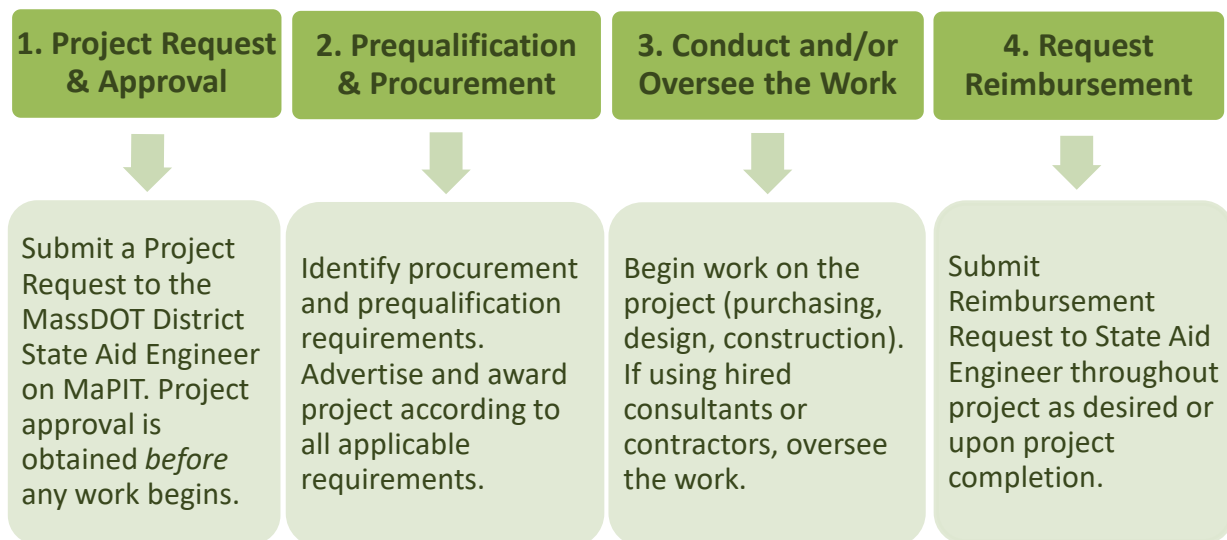 1. Project Request
& Approval
Submit a Project
Request to the
MassDOT District
State Aid Engineer
on MaPIT. Project
approval is
obtained before
any work begins.
2. Prequalification
& Procurement
Identify procurement
and prequalification
requirements.
Advertise and award
project according to
all applicable
requirements.
3. Conduct and/or
Oversee the Work
Begin work on the
project (purchasing,
design, construction).
If using hired
consultants or
contractors, oversee
the work.
4. Request
Reimbursement
Submit
Reimbursement
Request to State Aid
Engineer throughout
project as desired or
upon project
completion.